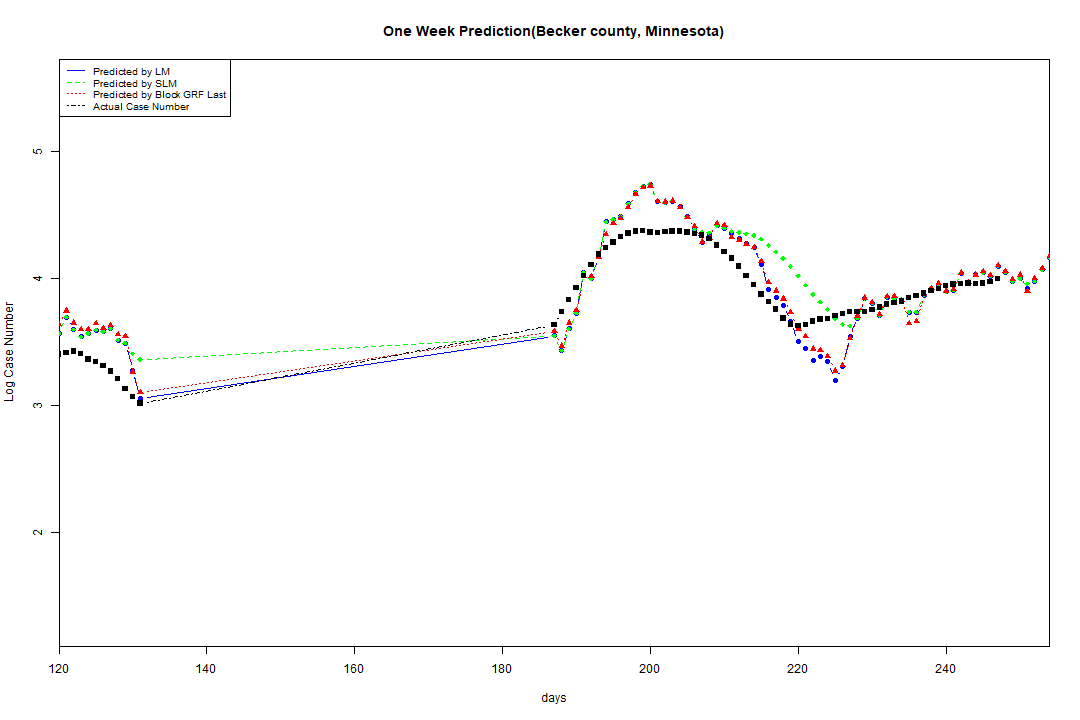 One Week Prediction(Becker county, Minnesota)
Predicted by LM
Predicted by SLM
Predicted by Block GRF Last
Actual Case Number
5
4
3
2
Log Case Number
120 140 160 180 200 220 240
days